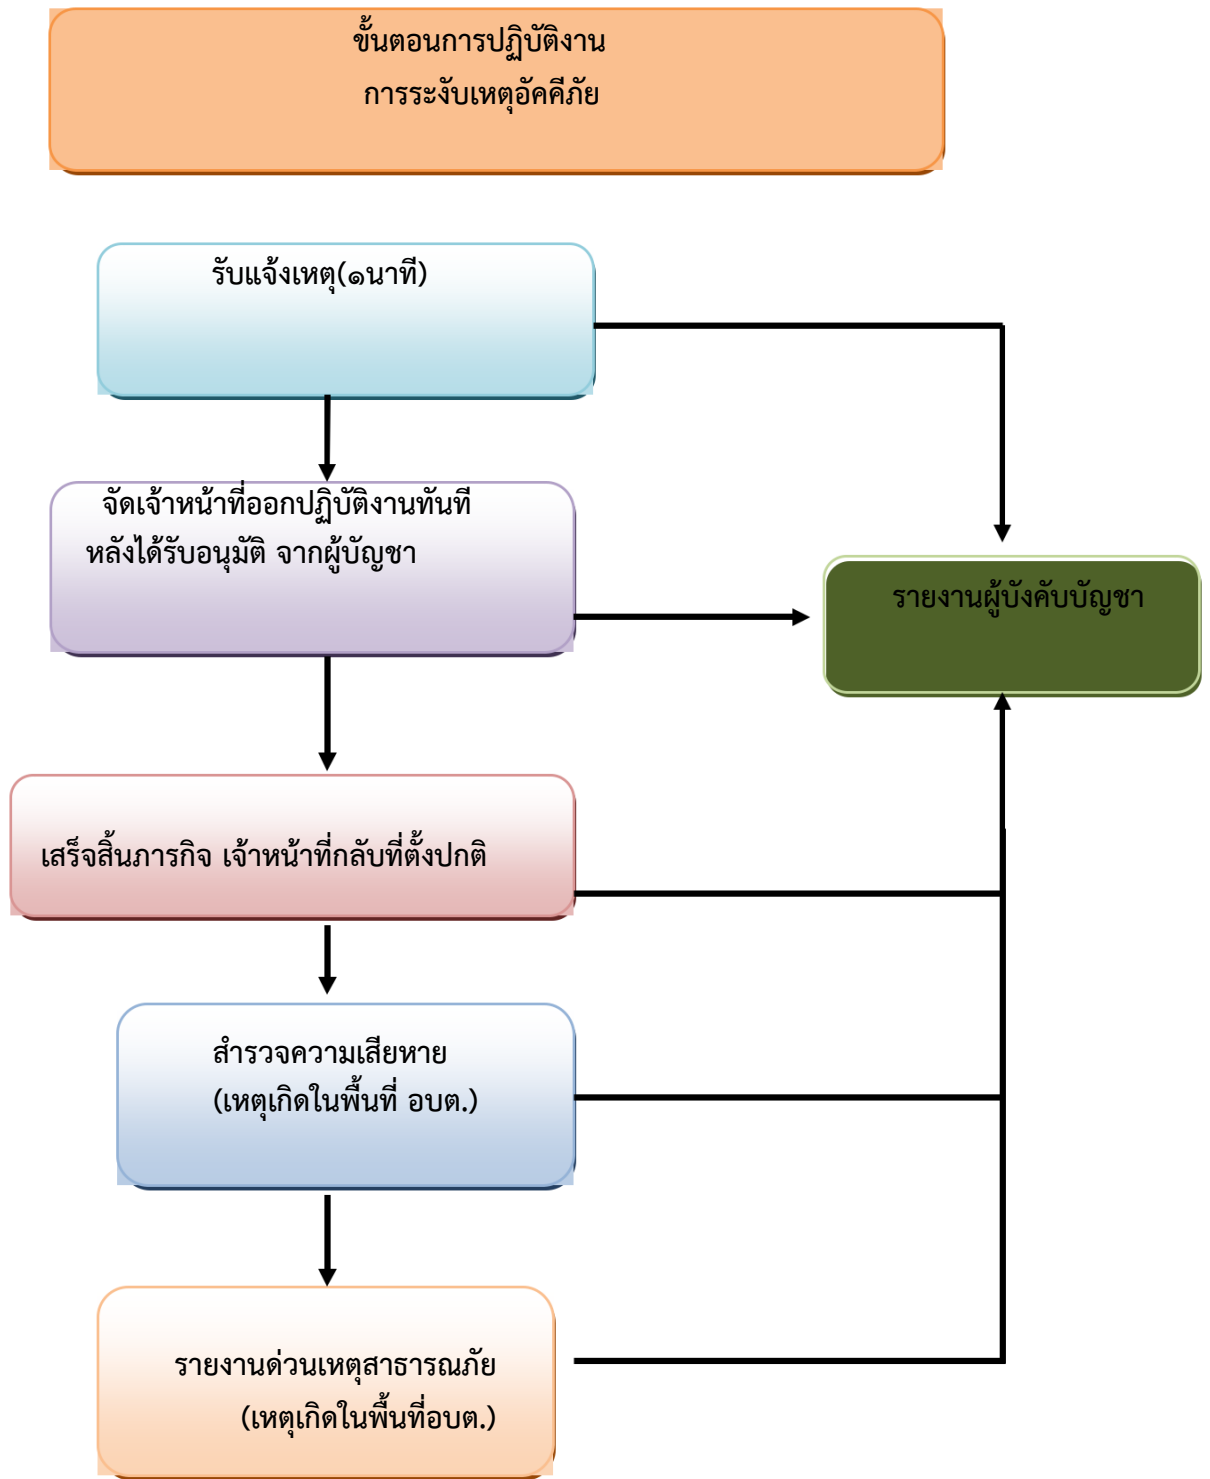 ขั้นตอนการปฏิบัติงาน
การระงับเหตุอัคคีภัย
รับแจ้งเหตุ(๑นาที)
จัดเจ้าหน้าที่ออกปฏิบัติงานทันที
หลังได้รับอนุมัติ จากผู้บัญชา
รายงานผู้บังคับบัญชา
เสร็จสิ้นภารกิจ เจ้าหน้าที่กลับที่ตั้งปกติ
สำรวจความเสียหาย
(เหตุเกิดในพื้นที่ อบต.)
รายงานด่วนเหตุสาธารณภัย
(เหตุเกิดในพื้นที่อบต.)